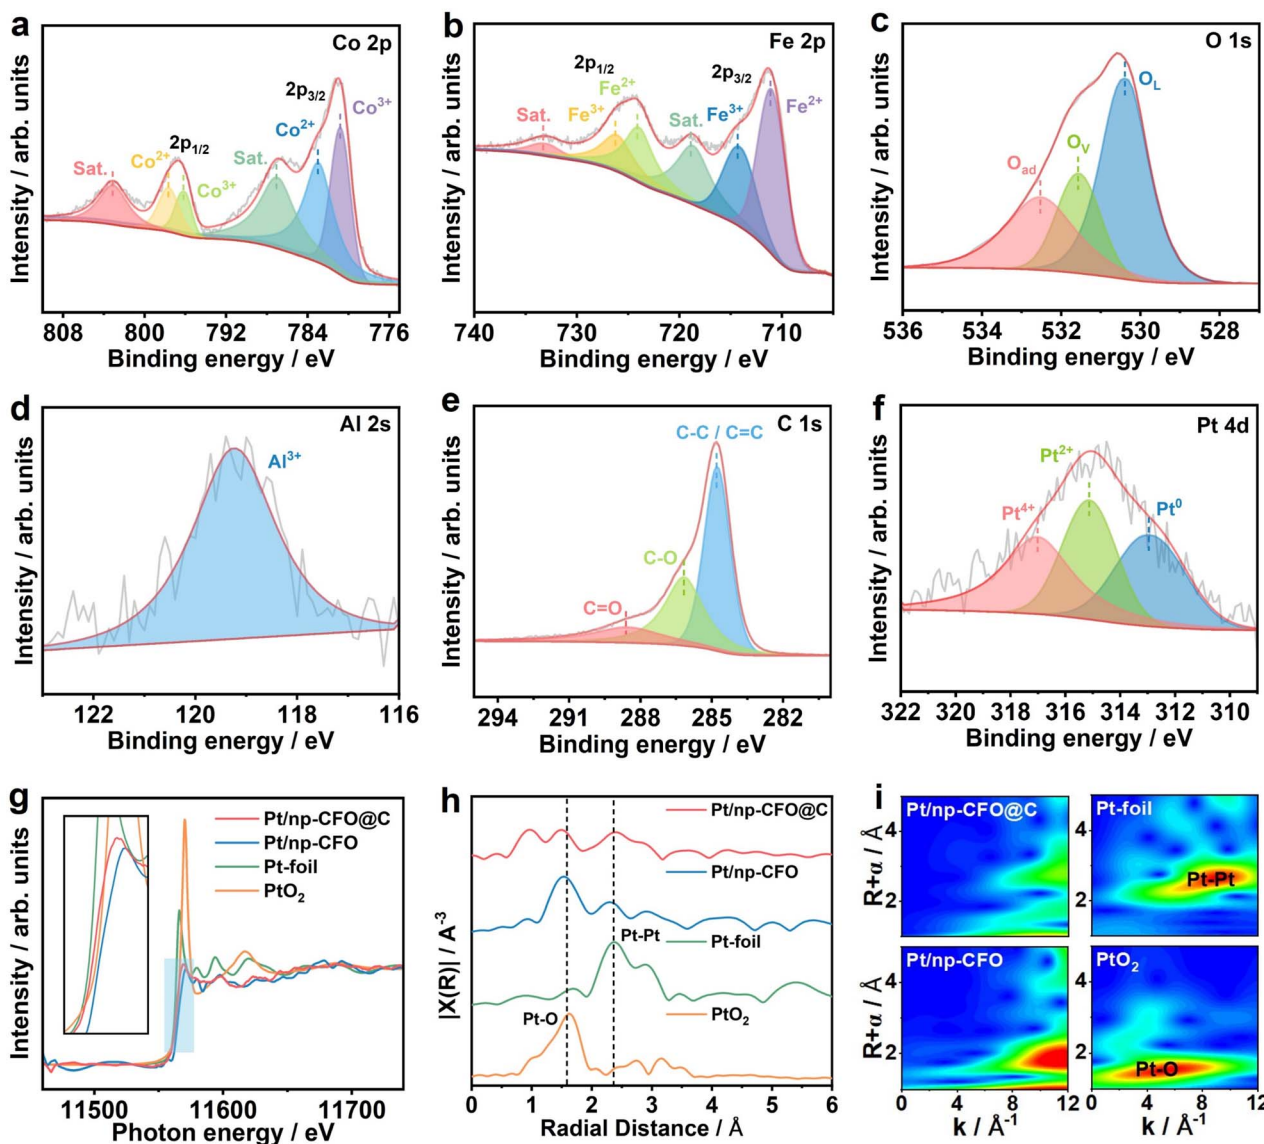 a
Co 2p
2p3/2
Co3+
Co2+
2p1/2
Co2+
Sat.
Co3+
Sat.
Intensity / arb. units
808 800 792 784 776
Binding energy / eV
b
Fe 2p
2p1/2
Fe2+
2p3/2
Sat.
Fe3+
Sat.
Fe3+
Fe2+
Intensity / arb. units
740 730 720 710
Binding energy / eV
c
O 1s
OL
OV
Oad
Intensity / arb. units
536 534 532 530 528
Binding energy / eV
d
Al 2s
Al3+
Intensity / arb. units
122 120 118 116
Binding energy / eV
e
C 1s
C-C / C=C
C-O
C=O
Intensity / arb. units
295 291 288 285 282
Binding energy / eV
f
Pt 4d
Pt2+
Pt4+
Pt0
Intensity / arb. units
322 320 318 316 314 312 310
Binding energy / eV
g
Pt/np-CFO@C
Pt/np-CFO
Pt-foil
PtO2
Intensity / arb. units
11500 11600 11700
Photon energy / eV
h
Pt/np-CFO@C
Pt/np-CFO
Pt-Pt
Pt-foil
Pt-O
PtO2
|X(R)| / A-3
0 1 2 3 4 5 6
Radial Distance / Å
i
Pt/np-CFO@C
Pt-foil
Pt-Pt
R+α / Å
4
2
4
2
Pt/np-CFO
PtO2
Pt-O
R+α / Å
4
2
4
2
0 4 8 12
0 4 8 12
k / Å-1
k / Å-1